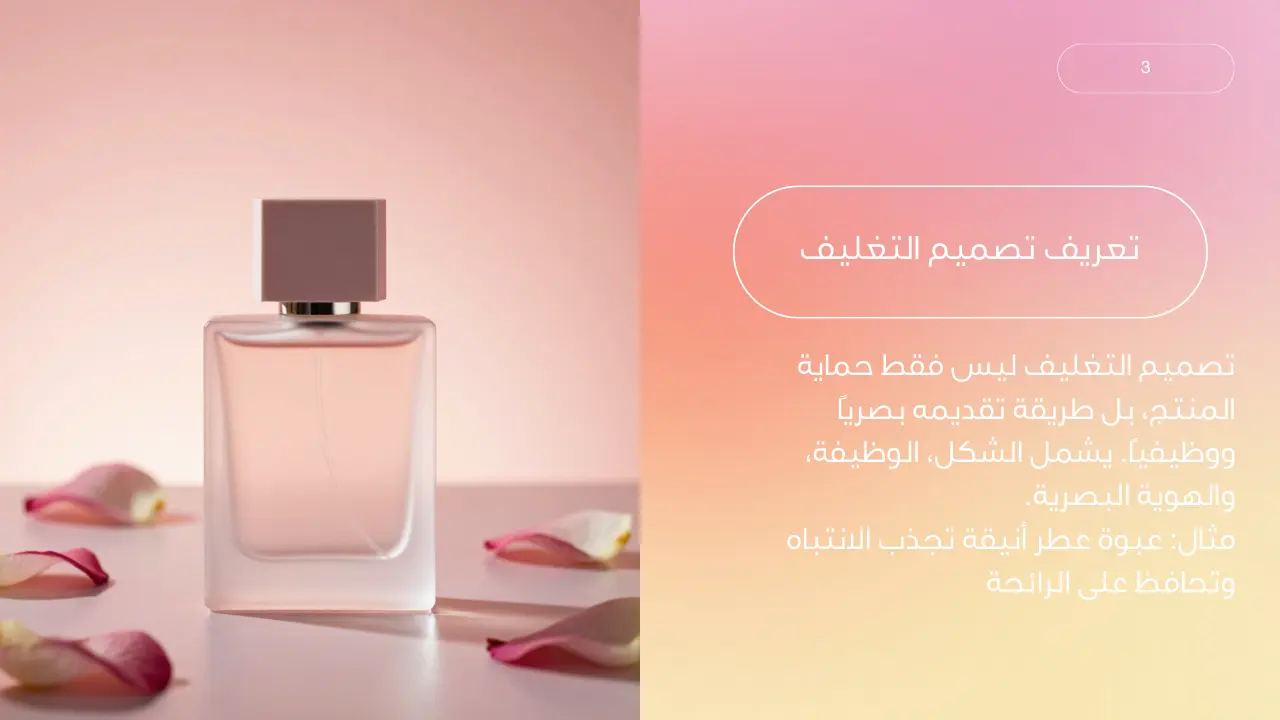 3
تعريف تصميم التغليف
تصميم التغليف ليس فقط حماية
المنتج، بل طريقة تقديمه بصرياً
ووظيفياً. يشمل الشكل، الوظيفة،
والهوية البصرية.
مثال: عبوة عطر أنيقة تجذب الانتباه
وتحافظ على الرائحة